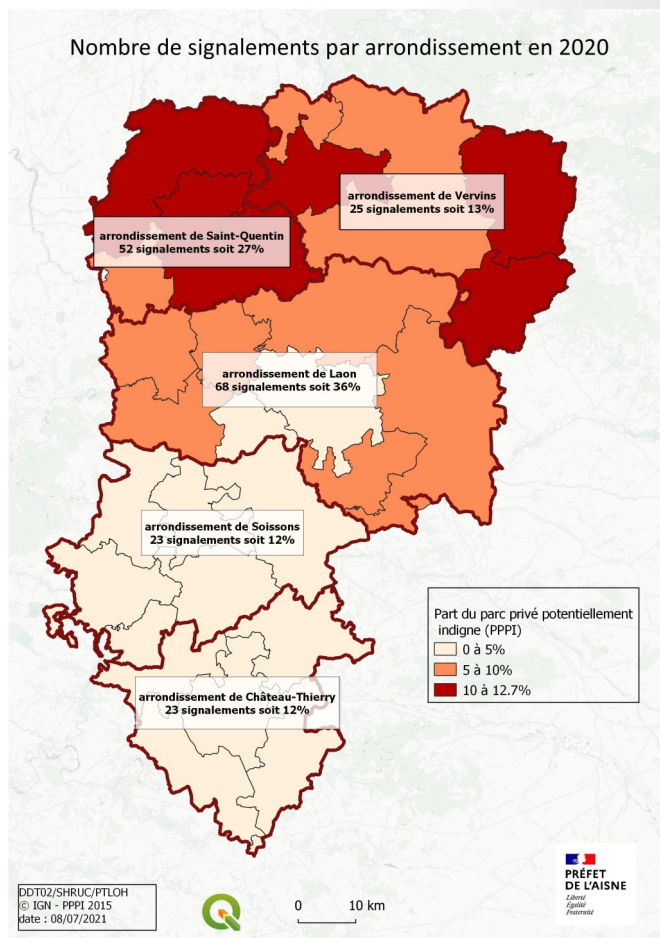 Nombre de signalements par arrondissement en 2020
arrondissement de Vervins
25 signalements soit 13%
arrondissement de Saint-Quentin
52 signalements soit 27%
arrondissement de Laon
68 signalements soit 36%
arrondissement de Soissons
23 signalements soit 12%
Part du parc privé potentiellement
indigne (PPPI)
0 à 5%
5 à 10%
10 à 12.7%
arrondissement de Château-Thierry
23 signalements soit 12%
DDT02/SHRUC/PTLOH
© IGN - PPPI 2015
date : 08/07/2021
0 10 km
PRÉFET
DE L'AISNE
Liberté
Égalité
Fraternité